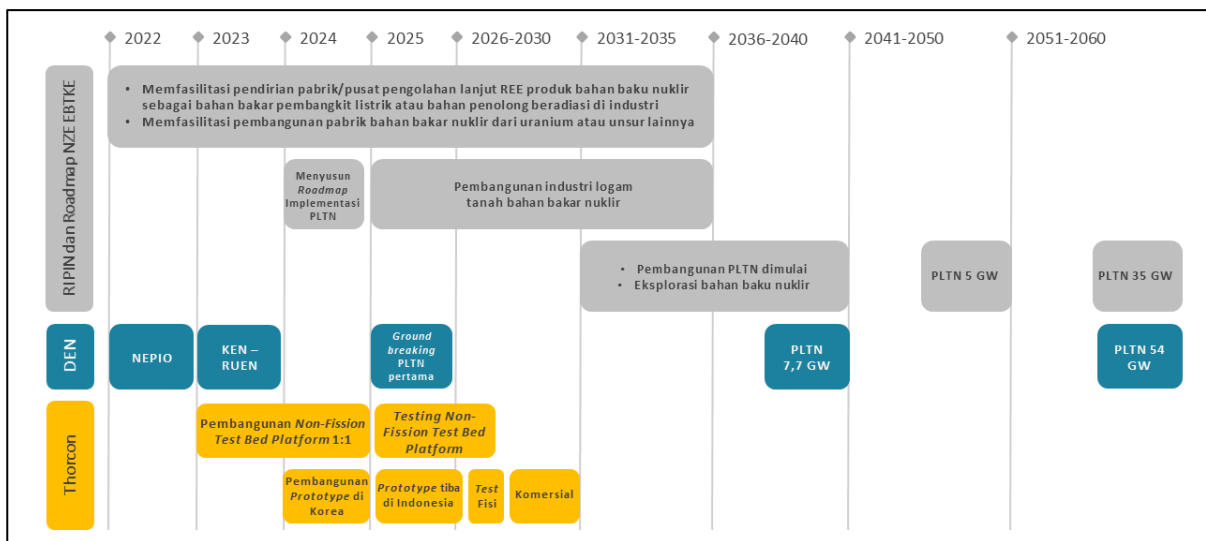 2022
2023
2024
2025
2026-2030
2031-2035
2036-2040
2041-2050
2051-2060
RIPIN dan Roadmap NZE EBTKE
• Memfasilitasi pendirian pabrik/pusat pengolahan lanjut REE produk bahan baku nuklir
sebagai bahan bakar pembangkit listrik atau bahan penolong beradiasi di industri
• Memfasilitasi pembangunan pabrik bahan bakar nuklir dari uranium atau unsur lainnya
Menyusun
Roadmap
Implementasi
PLTN
Pembangunan industri logam
tanah bahan bakar nuklir
• Pembangunan PLTN dimulai
• Eksplorasi bahan baku nuklir
PLTN 5 GW
PLTN 35 GW
DEN
NEPIO
KEN –
RUEN
Ground
breaking
PLTN
pertama
PLTN
7,7 GW
PLTN 54
GW
Thorcon
Pembangunan Non-Fission
Test Bed Platform 1:1
Testing Non-
Fission Test Bed
Platform
Pembangunan
Prototype di
Korea
Prototype tiba
di Indonesia
Test
Fisi
Komersial